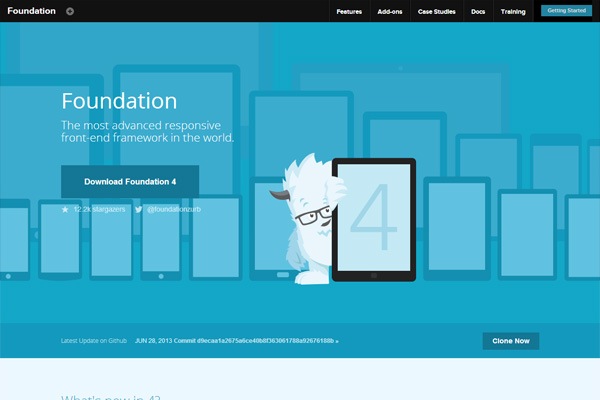 Foundation
Features Add-ons Case Studies Docs Training Getting Started
Foundation
The most advanced responsive
front-end framework in the world.
Download Foundation 4
12.2k stargazers @foundationzurb
4
Latest Update on Github JUN 28, 2013 Commit d9ecaa1a2675a6ce40b8f363061788a92676188b »
Clone Now
What's new in 4?